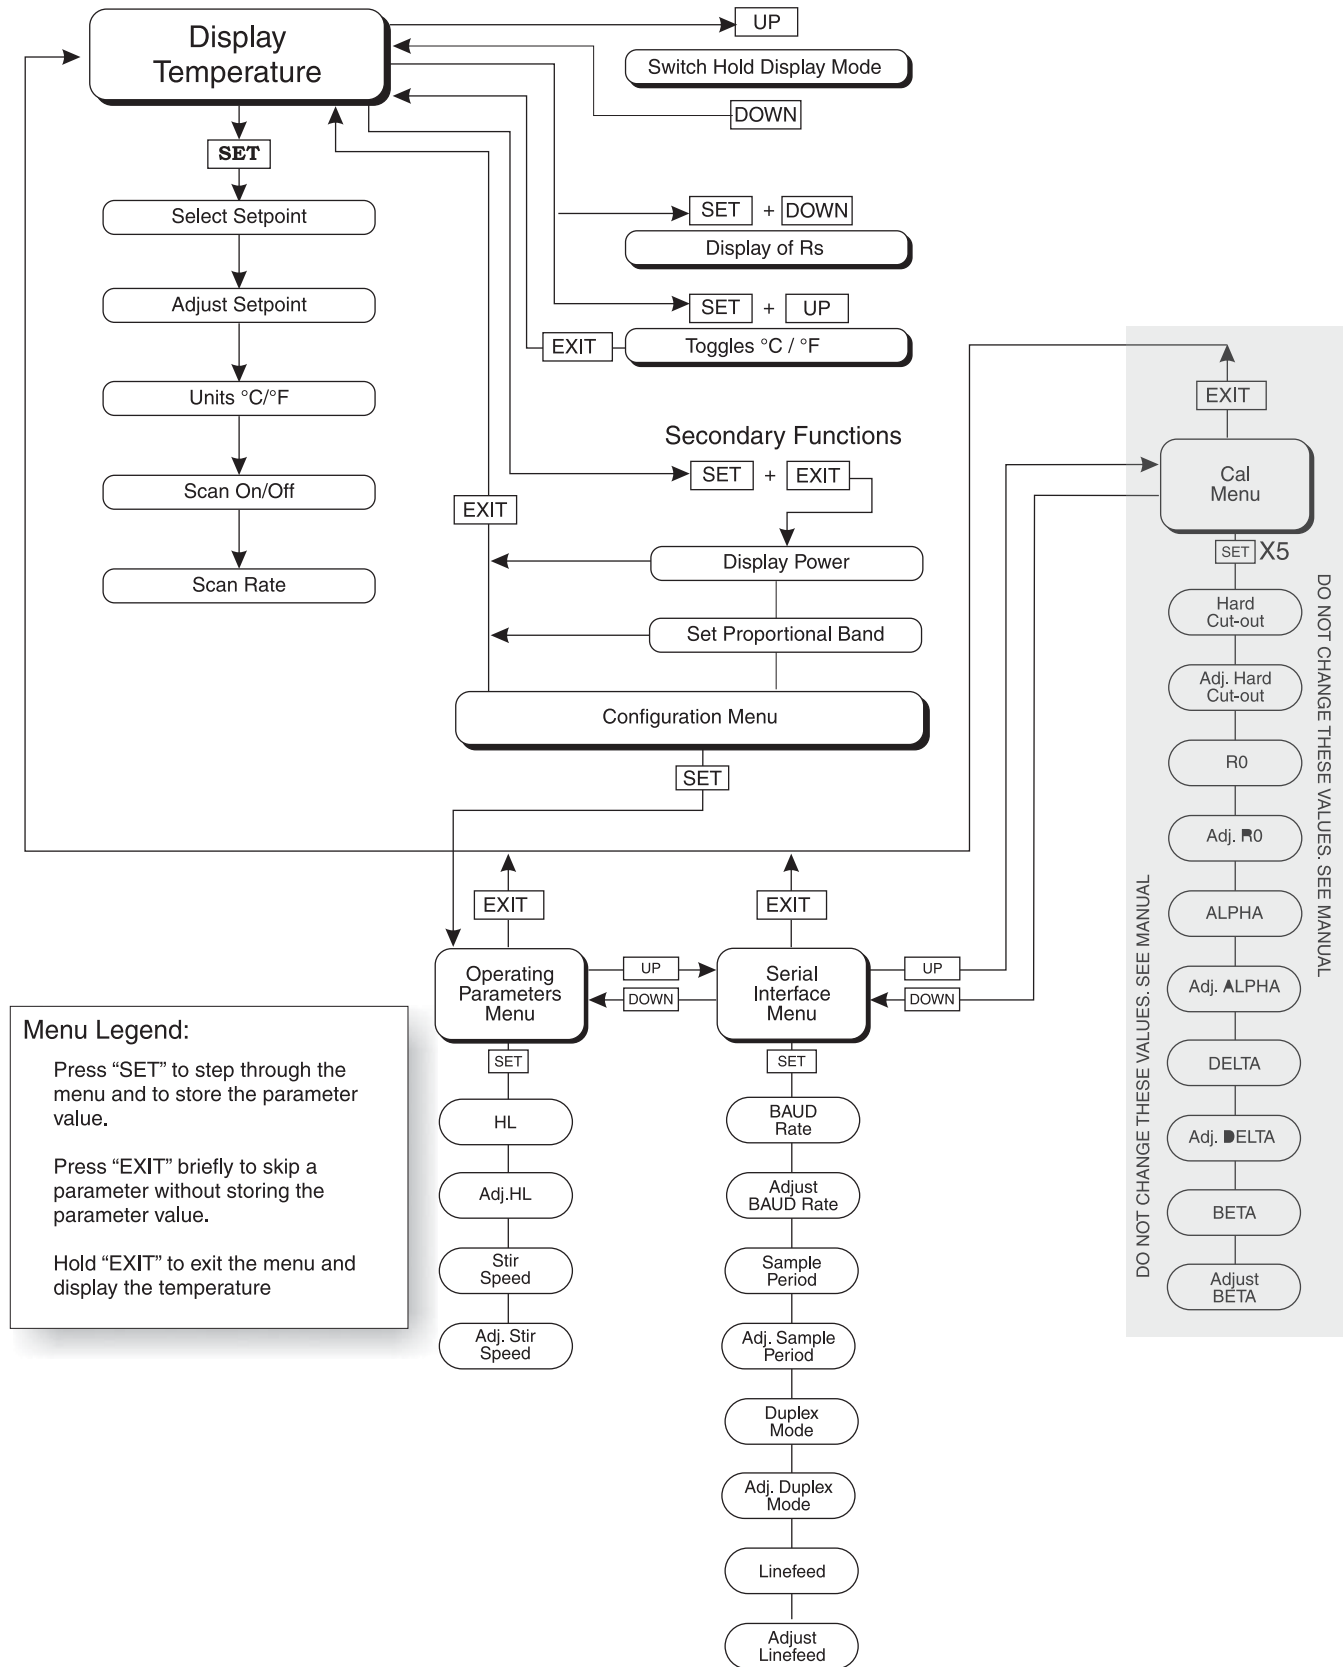 Display
Temperature
UP
Switch Hold Display Mode
DOWN
SET
Select Setpoint
Adjust Setpoint
Units °C/°F
Scan On/Off
Scan Rate
SET + DOWN
Display of Rs
SET + UP
EXIT
Toggles °C / °F
Secondary Functions
SET + EXIT
EXIT
Display Power
Set Proportional Band
Configuration Menu
SET
EXIT
Cal
Menu
SET X5
Hard
Cut-out
Adj. Hard
Cut-out
R0
Adj. R0
ALPHA
Adj. ALPHA
DELTA
Adj. DELTA
BETA
Adjust
BETA
DO NOT CHANGE THESE VALUES. SEE MANUAL
DO NOT CHANGE THESE VALUES. SEE MANUAL
EXIT
Operating
Parameters
Menu
UP
DOWN
SET
HL
Adj.HL
Stir
Speed
Adj. Stir
Speed
EXIT
Serial
Interface
Menu
UP
DOWN
SET
BAUD
Rate
Adjust
BAUD Rate
Sample
Period
Adj. Sample
Period
Duplex
Mode
Adj. Duplex
Mode
Linefeed
Adjust
Linefeed
Menu Legend:
Press “SET” to step through the
menu and to store the parameter
value.
Press “EXIT” briefly to skip a
parameter without storing the
parameter value.
Hold “EXIT” to exit the menu and
display the temperature